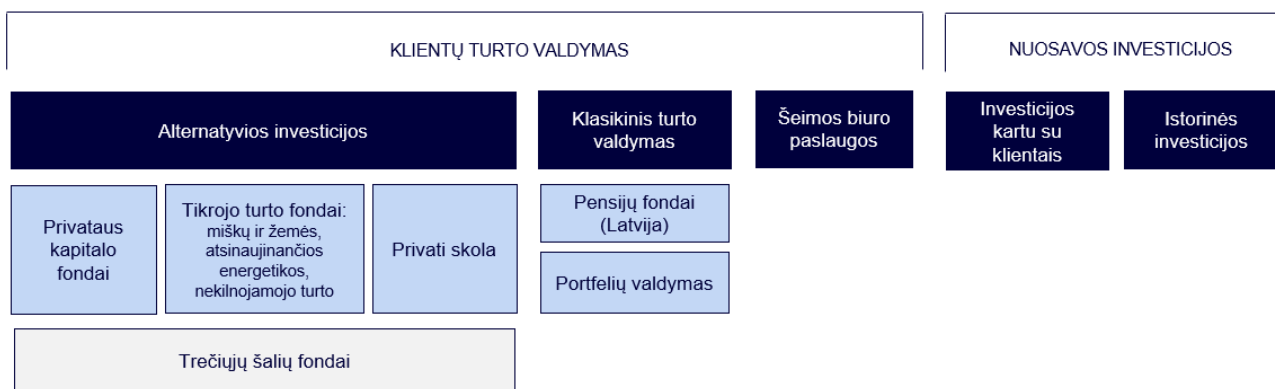 KLIENTŲ TURTO VALDYMAS
NUOSAVOS INVESTICIJOS
Alternatyvios investicijos
Klasikinis turto
valdymas
Šeimos biuro
paslaugos
Investicijos
kartu su
klientais
Istorinės
investicijos
Privataus
kapitalo
fondai
Tikrojo turto fondai:
miškų ir žemės,
atsinaujinančios
energetikos,
nekilnojamojo turto
Privati skola
Pensijų fondai
(Latvija)
Portfelių valdymas
Trečiųjų šalių fondai